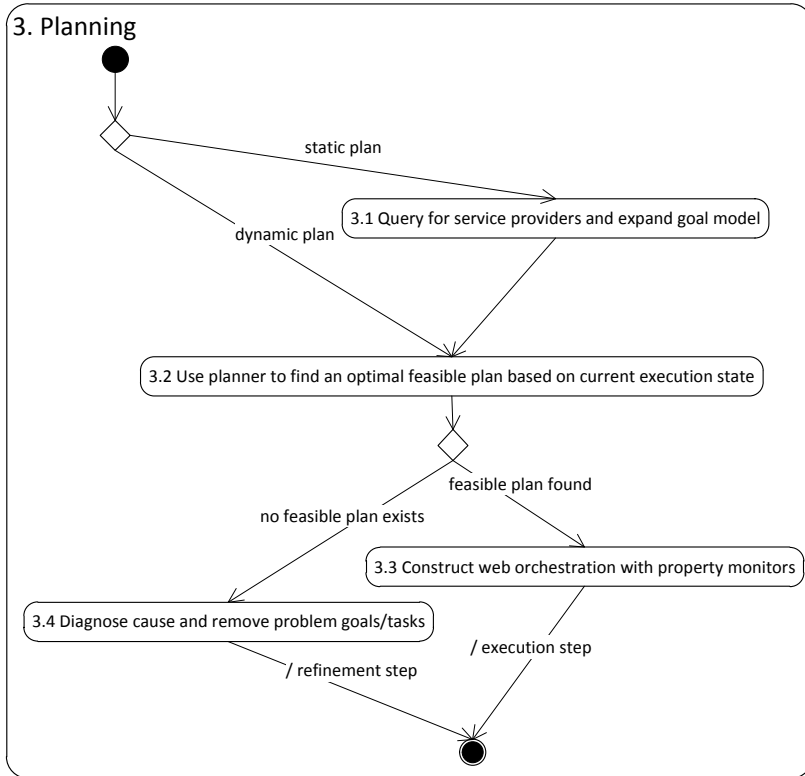 3. Planning
static plan
3.1 Query for service providers and expand goal model
dynamic plan
3.2 Use planner to find an optimal feasible plan based on current execution state
feasible plan found
no feasible plan exists
3.3 Construct web orchestration with property monitors
3.4 Diagnose cause and remove problem goals/tasks
/ execution step
/ refinement step